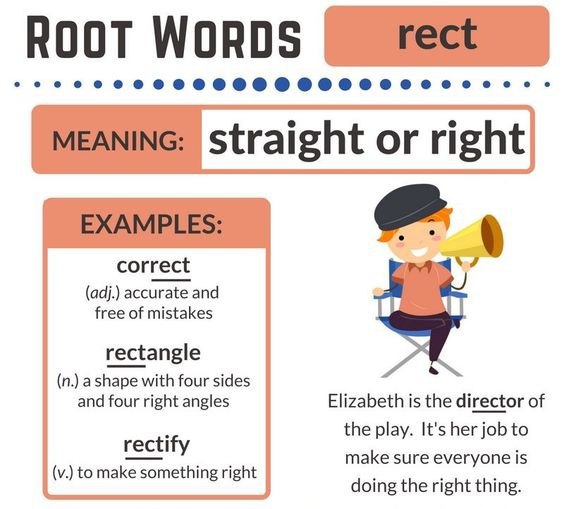 ROOT WORDS
rect
MEANING: straight or right
EXAMPLES:
correct
(adj.) accurate and
free of mistakes
rectangle
(n.) a shape with four sides
and four right angles
rectify
(v.) to make something right
Elizabeth is the director of
the play. It's her job to
make sure everyone is
doing the right thing.